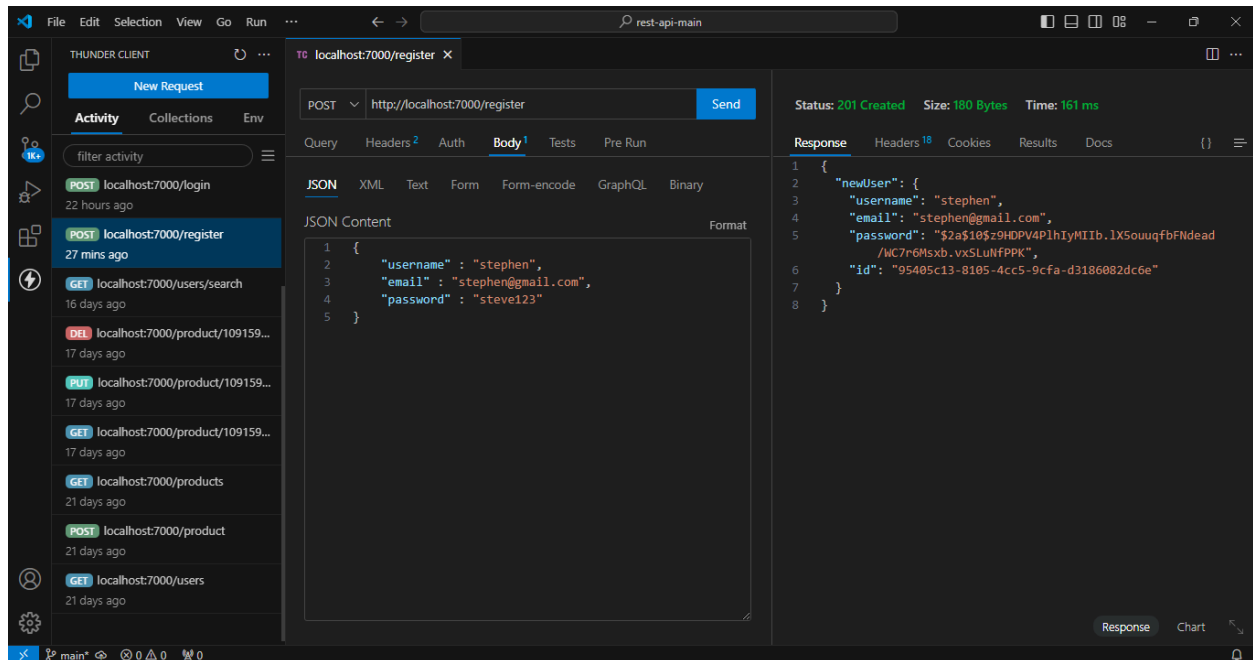 File Edit Selection View Go Run ...
rest-api-main
THUNDER CLIENT
New Request
Activity Collections Env
filter activity
POST localhost:7000/login
22 hours ago
POST localhost:7000/register
27 mins ago
GET localhost:7000/users/search
16 days ago
DEL localhost:7000/product/109159...
17 days ago
PUT localhost:7000/product/109159...
17 days ago
GET localhost:7000/product/109159...
17 days ago
GET localhost:7000/products
21 days ago
POST localhost:7000/product
21 days ago
GET localhost:7000/users
21 days ago
1K+
main* 0 0 0
TC localhost:7000/register
POST http://localhost:7000/register Send
Query Headers 2 Auth Body 1 Tests Pre Run
JSON XML Text Form Form-encode GraphQL Binary
JSON Content Format
1 {
2 "username" : "stephen",
3 "email" : "stephen@gmail.com",
4 "password" : "steve123"
5 }
Status: 201 Created Size: 180 Bytes Time: 161 ms
Response Headers 18 Cookies Results Docs { }
1 {
2 "newUser": {
3 "username": "stephen",
4 "email": "stephen@gmail.com",
5 "password": "$2a$10$z9HDPV4PlhIyMIIb.lX5ouuqfbFNdead
/WC7r6Msxb.vxSLuNfPPK",
6 "id": "95405c13-8105-4cc5-9cfa-d3186082dc6e"
7 }
8 }
Response Chart